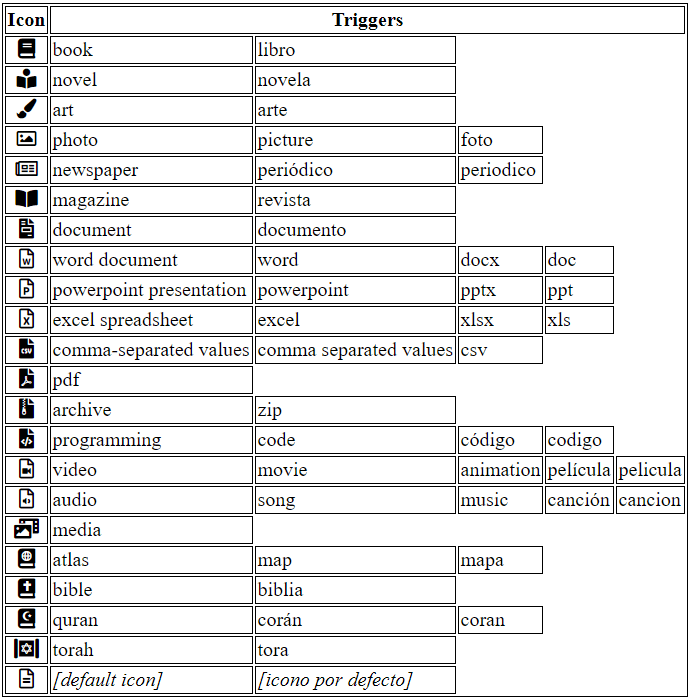 Icon Triggers
book libro
novel novela
art arte
photo picture foto
newspaper periódico periodico
magazine revista
document documento
W word document word docx doc
P powerpoint presentation powerpoint pptx ppt
X excel spreadsheet excel xlsx xls
CSV comma-separated values comma separated values csv
pdf
archive zip
programming code código codigo
video movie animation película pelicula
audio song music canción cancion
media
atlas map mapa
bible biblia
quran corán coran
torah tora
[default icon] [icono por defecto]